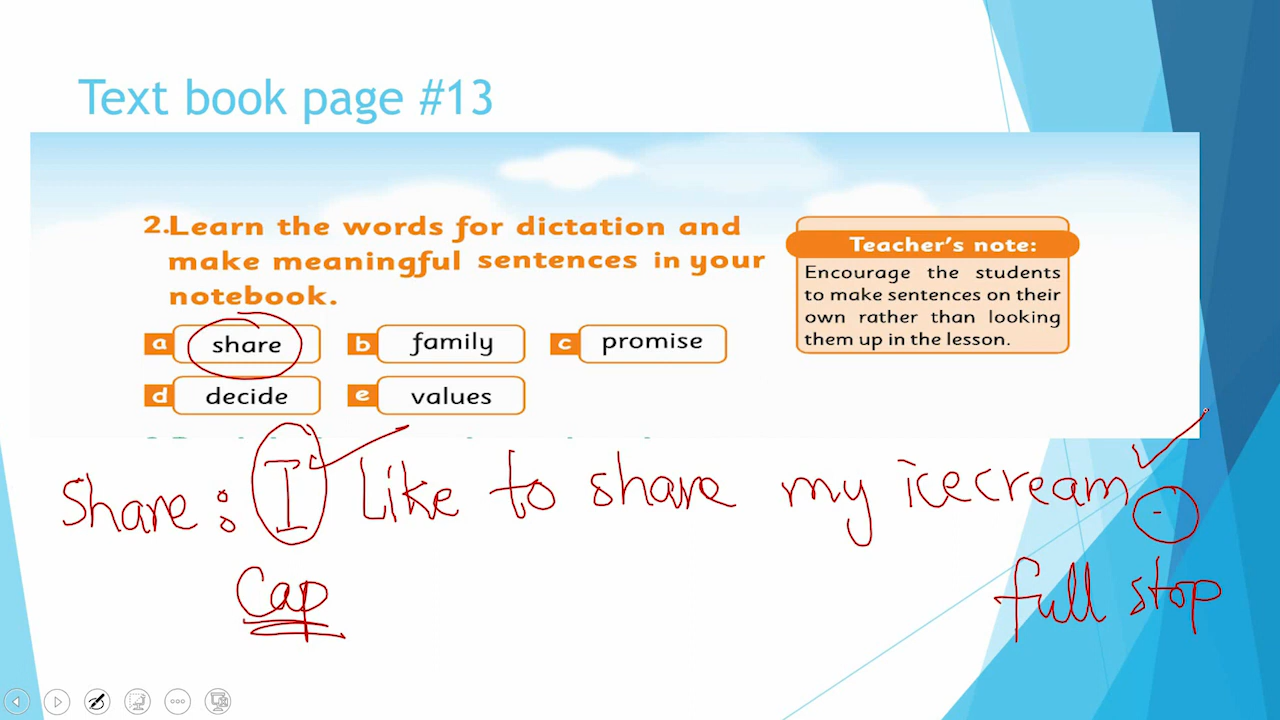 Text book page #13
2.Learn the words for dictation and
make meaningful sentences in your
notebook.
a share b family c promise
d decide e values
Teacher's note:
Encourage the students
to make sentences on their
own rather than looking
them up in the lesson.
Share: I like to share my icecream.
Cap
full stop